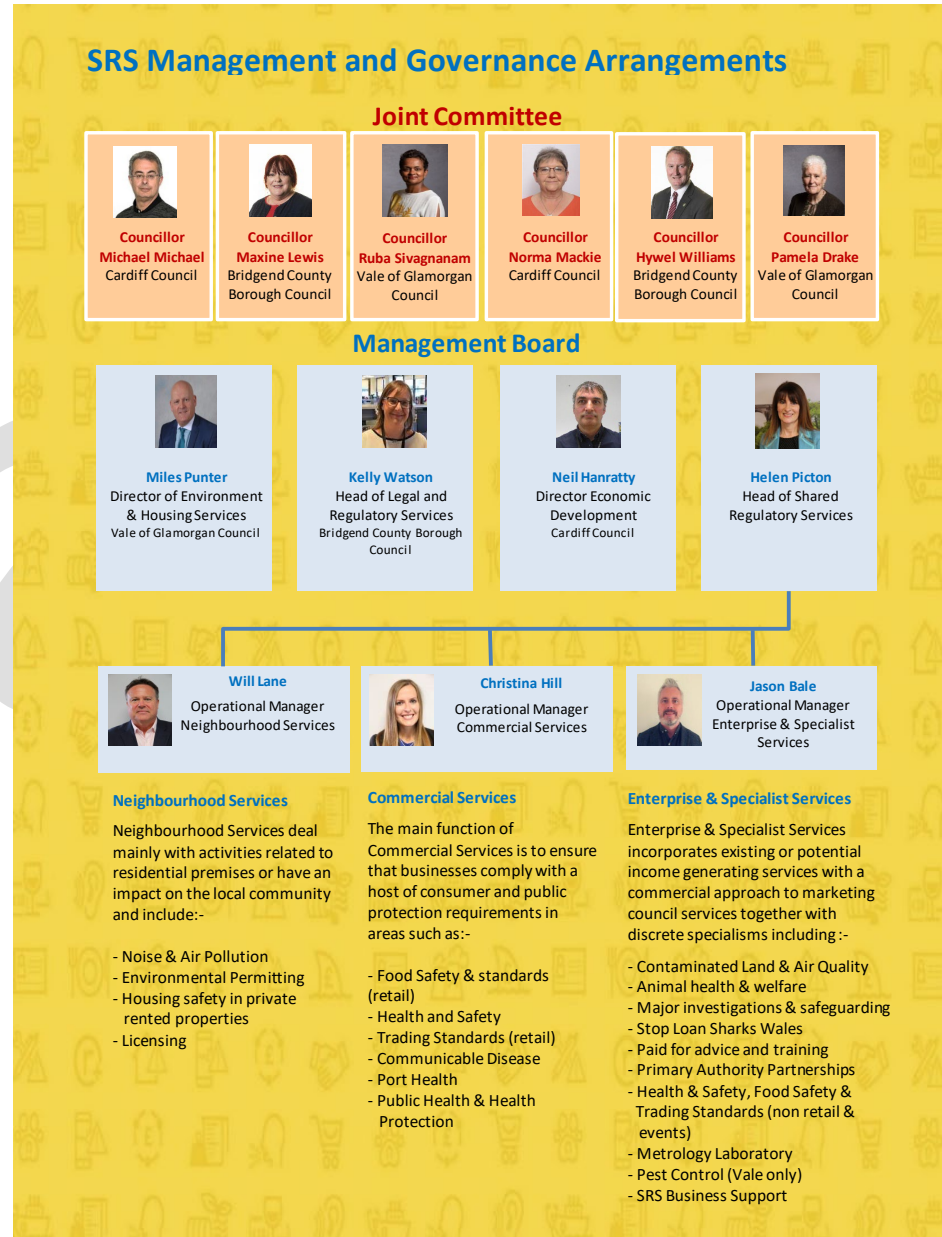 SRS Management and Governance Arrangements
Joint Committee
Councillor
Michael Michael
Cardiff Council
Councillor
Maxine Lewis
Bridgend County
Borough Council
Councillor
Ruba Sivagnanam
Vale of Glamorgan
Council
Councillor
Norma Mackie
Cardiff Council
Councillor
Hywel Williams
Bridgend County
Borough Council
Councillor
Pamela Drake
Vale of Glamorgan
Council
Management Board
Miles Punter
Director of Environment
& Housing Services
Vale of Glamorgan Council
Kelly Watson
Head of Legal and
Regulatory Services
Bridgend County Borough
Council
Neil Hanratty
Director Economic
Development
Cardiff Council
Helen Picton
Head of Shared
Regulatory Services
Will Lane
Operational Manager
Neighbourhood Services
Christina Hill
Operational Manager
Commercial Services
Jason Bale
Operational Manager
Enterprise & Specialist
Services
Neighbourhood Services
Neighbourhood Services deal
mainly with activities related to
residential premises or have an
impact on the local community
and include:-
- Noise & Air Pollution
- Environmental Permitting
- Housing safety in private
rented properties
- Licensing
Commercial Services
The main function of
Commercial Services is to ensure
that businesses comply with a
host of consumer and public
protection requirements in
areas such as:-
- Food Safety & standards
(retail)
- Health and Safety
- Trading Standards (retail)
- Communicable Disease
- Port Health
- Public Health & Health
Protection
Enterprise & Specialist Services
Enterprise & Specialist Services
incorporates existing or potential
income generating services with a
commercial approach to marketing
council services together with
discrete specialisms including :-
- Contaminated Land & Air Quality
- Animal health & welfare
- Major investigations & safeguarding
- Stop Loan Sharks Wales
- Paid for advice and training
- Primary Authority Partnerships
- Health & Safety, Food Safety &
Trading Standards (non retail &
events)
- Metrology Laboratory
- Pest Control (Vale only)
- SRS Business Support